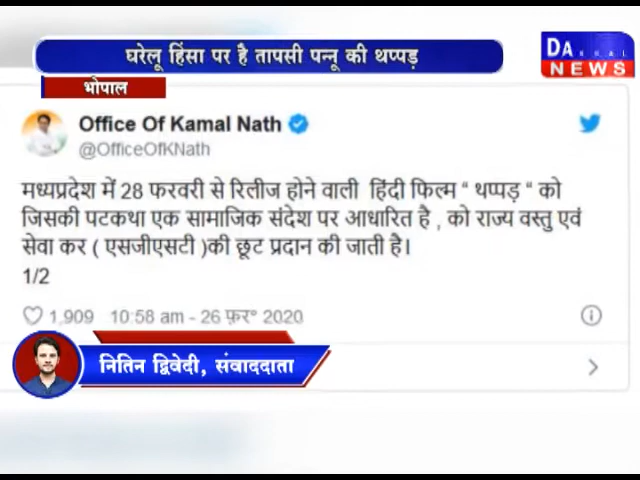 घरेलू हिंसा पर है तापसी पन्नू की थप्पड़
DARSHAL
NEWS
भोपाल
Office Of Kamal Nath
@OfficeOfKNath
मध्यप्रदेश में 28 फरवरी से रिलीज होने वाली हिंदी फिल्म “ थप्पड़ “ को
जिसकी पटकथा एक सामाजिक संदेश पर आधारित है , को राज्य वस्तु एवं
सेवा कर ( एसजीएसटी )की छूट प्रदान की जाती है।
1/2
1,909 10:58 am - 26 फ़र॰ 2020
नितिन द्विवेदी, संवाददाता